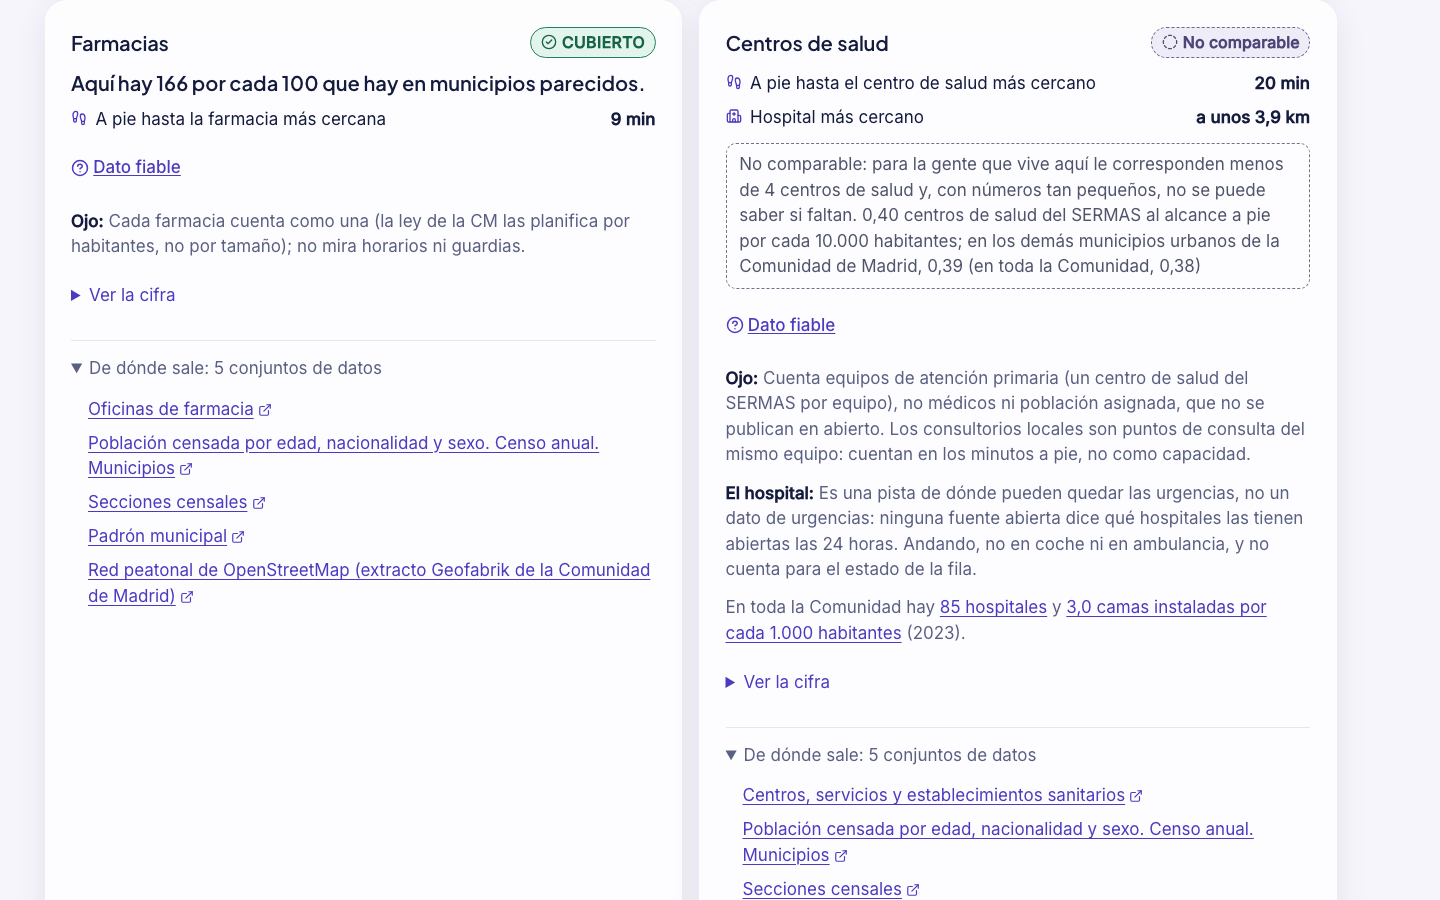 Farmacias
CUBIERTO
Aquí hay 166 por cada 100 que hay en municipios parecidos.
A pie hasta la farmacia más cercana 9 min
Dato fiable
Ojo: Cada farmacia cuenta como una (la ley de la CM las planifica por
habitantes, no por tamaño); no mira horarios ni guardias.
Ver la cifra
De dónde sale: 5 conjuntos de datos
Oficinas de farmacia
Población censada por edad, nacionalidad y sexo. Censo anual.
Municipios
Secciones censales
Padrón municipal
Red peatonal de OpenStreetMap (extracto Geofabrik de la Comunidad
de Madrid)
Centros de salud
No comparable
A pie hasta el centro de salud más cercano 20 min
Hospital más cercano a unos 3,9 km
No comparable: para la gente que vive aquí le corresponden menos
de 4 centros de salud y, con números tan pequeños, no se puede
saber si faltan. 0,40 centros de salud del SERMAS al alcance a pie
por cada 10.000 habitantes; en los demás municipios urbanos de la
Comunidad de Madrid, 0,39 (en toda la Comunidad, 0,38)
Dato fiable
Ojo: Cuenta equipos de atención primaria (un centro de salud del
SERMAS por equipo), no médicos ni población asignada, que no se
publican en abierto. Los consultorios locales son puntos de consulta del
mismo equipo: cuentan en los minutos a pie, no como capacidad.
El hospital: Es una pista de dónde pueden quedar las urgencias, no un
dato de urgencias: ninguna fuente abierta dice qué hospitales las tienen
abiertas las 24 horas. Andando, no en coche ni en ambulancia, y no
cuenta para el estado de la fila.
En toda la Comunidad hay 85 hospitales y 3,0 camas instaladas por
cada 1.000 habitantes (2023).
Ver la cifra
De dónde sale: 5 conjuntos de datos
Centros, servicios y establecimientos sanitarios
Población censada por edad, nacionalidad y sexo. Censo anual.
Municipios
Secciones censales